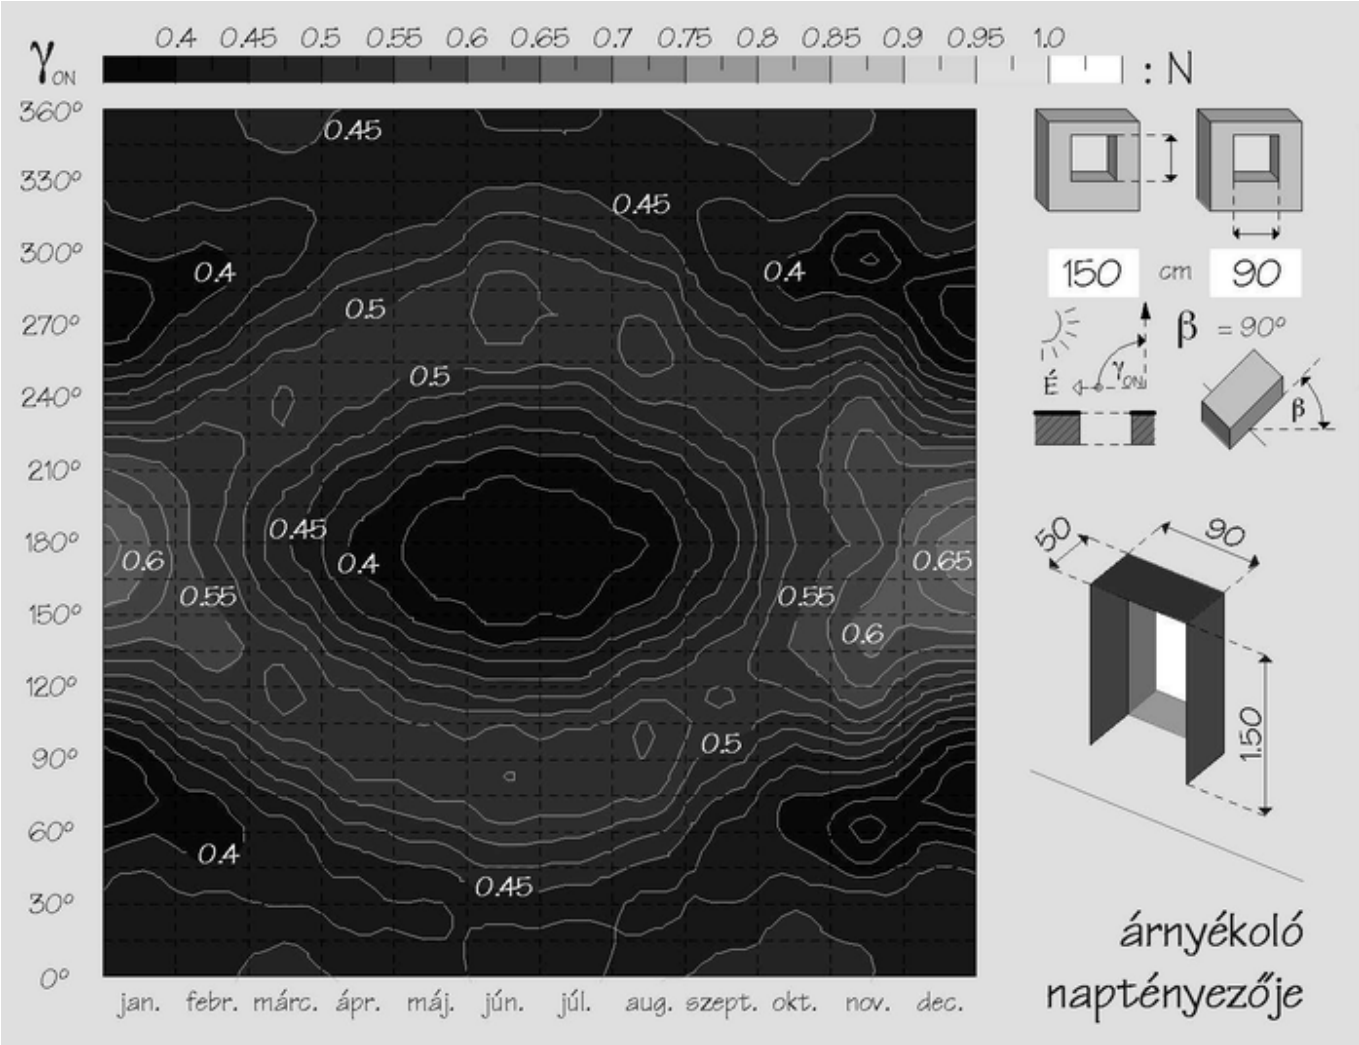 0.4 0.45 0.5 0.55 0.6 0.65 0.7 0.75 0.8 0.85 0.9 0.95 1.0
γON : N
360°
0.45
330°
0.45
300°
0.4 0.4
150 cm 90
0.5
270°
β = 90°
0.5
É γON
240°
β
210°
0.45
50 90
180°
0.6 0.4 0.65
0.55 0.55
150°
0.6
120°
0.5
1.50
90°
60°
0.4
0.45
30°
árnyékoló
0°
jan. febr. márc. ápr. máj. jún. júl. aug. szept. okt. nov. dec.
naptényezője